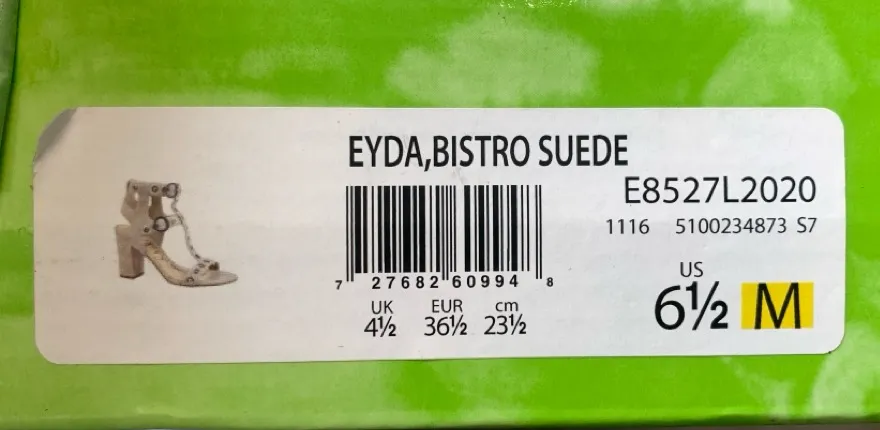 EYDA,BISTRO SUEDE
E8527L2020
1116 5100234873 S7
7 27682 60994 8
UK EUR cm
4½ 36½ 23½
US
6½ M